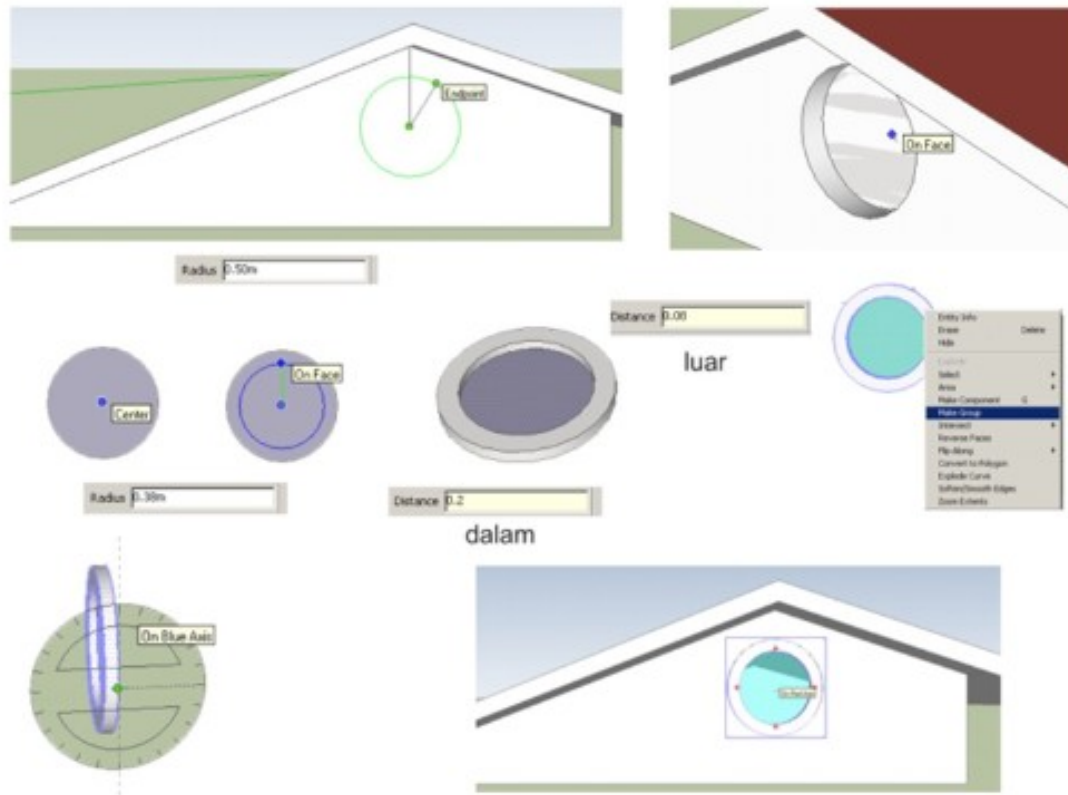 Endpoint
On Face
Radius 0.50m
Distance 0.08
luar
Center
On Face
Radius 0.38m
Distance 0.2
dalam
Entity Info
Erase Delete
Hide
Explode
Select
Area
Make Component G
Make Group
Intersect
Reverse Faces
Flip Along
Convert to Polygon
Explode Curve
Soften/Smooth Edges
Zoom Extents
On Blue Axis